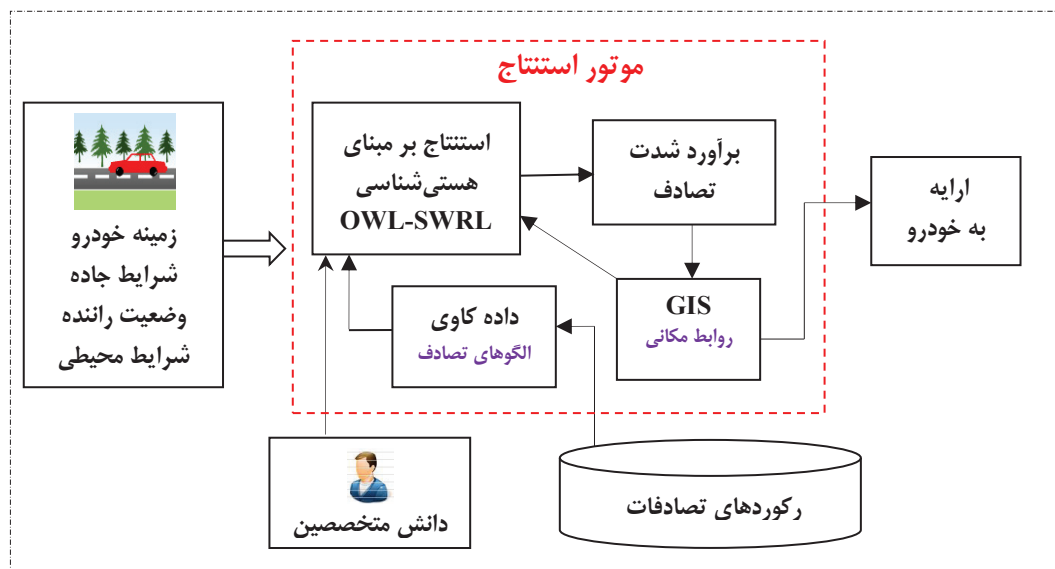 موتور استنتاج
زمینه خودرو
شرایط جاده
وضعیت راننده
شرایط محیطی
استنتاج بر مبنای
هستی‌شناسی
OWL-SWRL
برآورد شدت
تصادف
ارایه
به خودرو
داده کاوی
الگوهای تصادف
GIS
روابط مکانی
دانش متخصصین
رکوردهای تصادفات